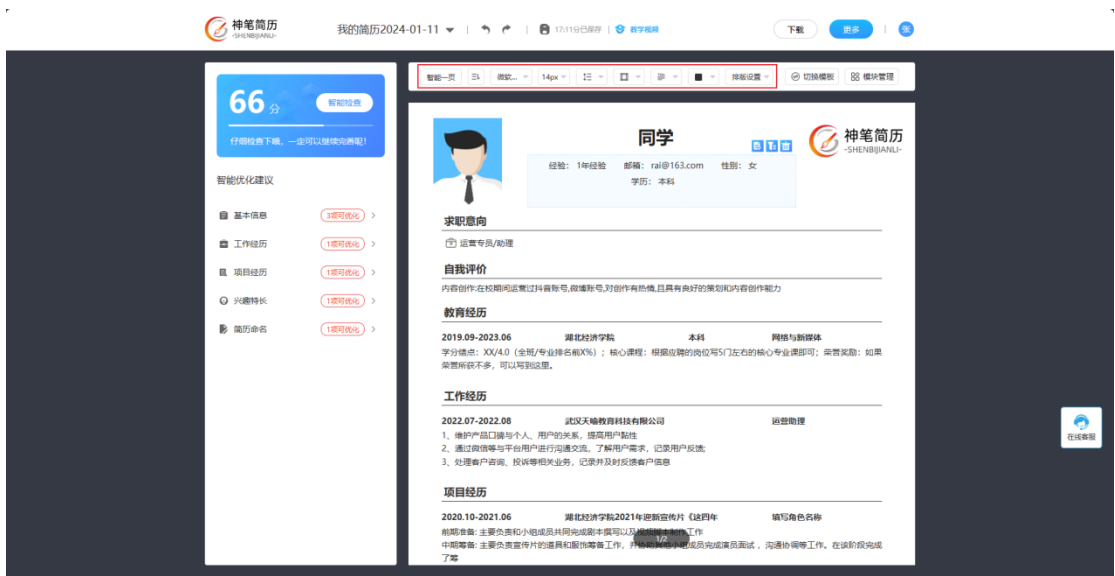 神笔简历
-SHENBIJIANLI-
我的简历2024-01-11
17:11分已保存
教学视频
下载
更多
张
66 分
智能检查
仔细检查下哦，一定可以继续完善呢！
智能优化建议
基本信息 3项可优化
工作经历 1项可优化
项目经历 1项可优化
兴趣特长 1项可优化
简历命名 1项可优化
智能一页 微软... 14px 排版设置 切换模板 模块管理
同学
神笔简历
-SHENBIJIANLI-
经验: 1年经验 邮箱: rai@163.com 性别: 女
学历: 本科
求职意向
运营专员/助理
自我评价
内容创作:在校期间运营过抖音账号,微博账号,对创作有热情,且具有良好的策划和内容创作能力
教育经历
2019.09-2023.06 湖北经济学院 本科 网络与新媒体
学分绩点：XX/4.0（全班/专业排名前X%）；核心课程：根据应聘的岗位写5门左右的核心专业课即可；荣誉奖励：如果
荣誉所获不多，可以写到这里。
工作经历
2022.07-2022.08 武汉天喻教育科技有限公司 运营助理
1、维护产品口碑与个人、用户的关系，提高用户黏性
2、通过微信等与平台用户进行沟通交流，了解用户需求，记录用户反馈;
3、处理客户咨询、投诉等相关业务，记录并及时反馈客户信息
项目经历
2020.10-2021.06 湖北经济学院2021年迎新宣传片《这四年 填写角色名称
前期准备: 主要负责和小组成员共同完成剧本撰写以及视频脚本制作工作
中期筹备: 主要负责宣传片的道具和服饰筹备工作，并协助其他小组成员完成演员面试，沟通协调等工作。在该阶段完成
了筹
1/2
在线客服